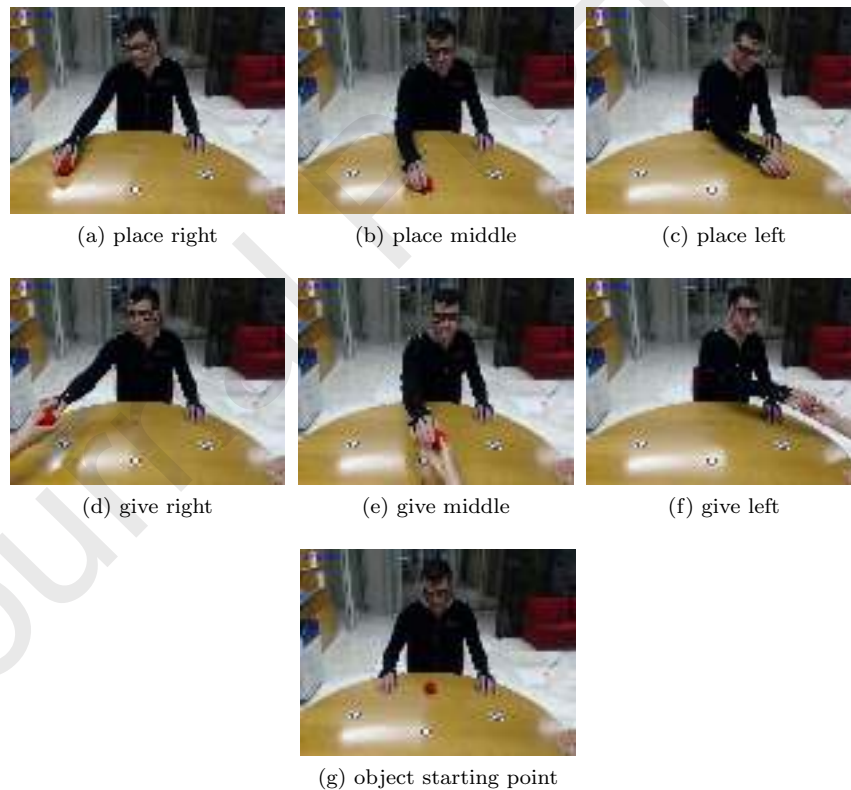 (a) place right
(b) place middle
(c) place left
(d) give right
(e) give middle
(f) give left
(g) object starting point